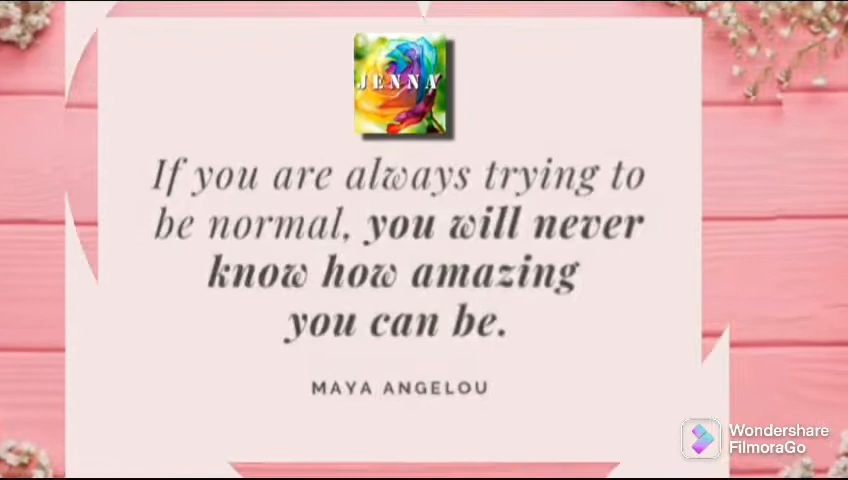 JENNA
If you are always trying to
be normal, you will never
know how amazing
you can be.
MAYA ANGELOU
Wondershare
FilmoraGo